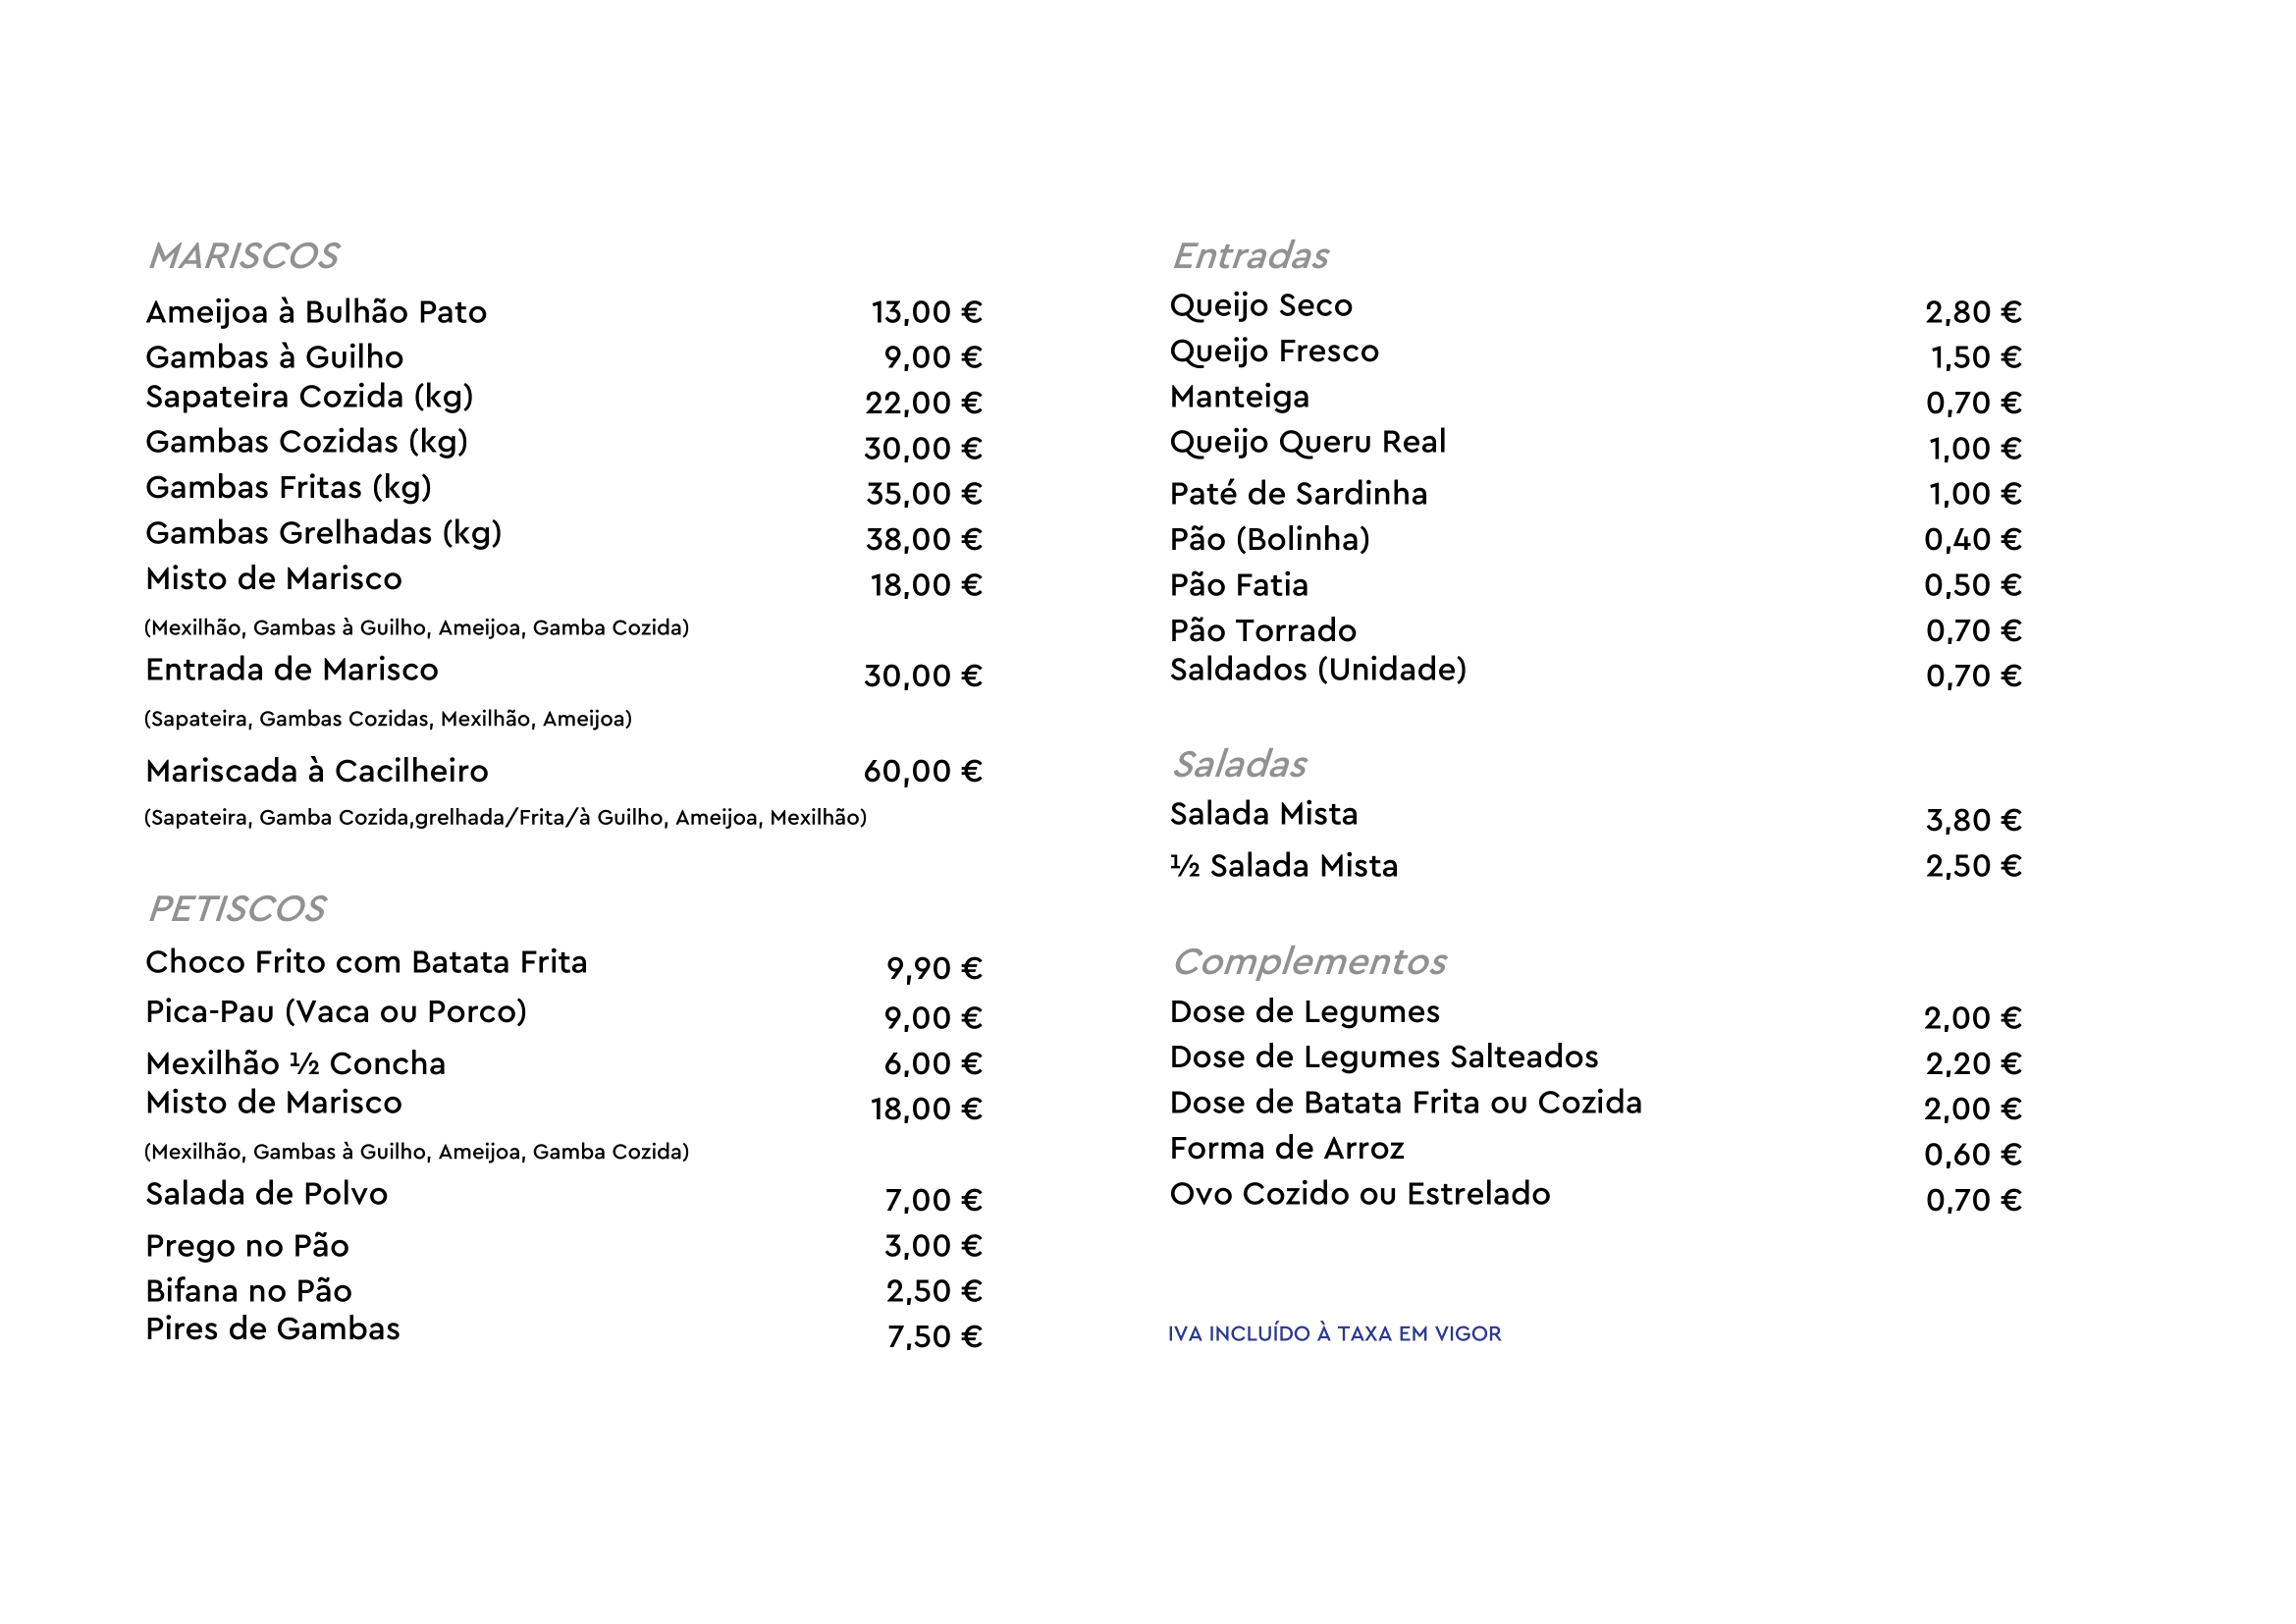 MARISCOS
Ameijoa à Bulhão Pato 13,00 €
Gambas à Guilho 9,00 €
Sapateira Cozida (kg) 22,00 €
Gambas Cozidas (kg) 30,00 €
Gambas Fritas (kg) 35,00 €
Gambas Grelhadas (kg) 38,00 €
Misto de Marisco 18,00 €
(Mexilhão, Gambas à Guilho, Ameijoa, Gamba Cozida)
Entrada de Marisco 30,00 €
(Sapateira, Gambas Cozidas, Mexilhão, Ameijoa)
Mariscada à Cacilheiro 60,00 €
(Sapateira, Gamba Cozida,grelhada/Frita/à Guilho, Ameijoa, Mexilhão)
PETISCOS
Choco Frito com Batata Frita 9,90 €
Pica-Pau (Vaca ou Porco) 9,00 €
Mexilhão ½ Concha 6,00 €
Misto de Marisco 18,00 €
(Mexilhão, Gambas à Guilho, Ameijoa, Gamba Cozida)
Salada de Polvo 7,00 €
Prego no Pão 3,00 €
Bifana no Pão 2,50 €
Pires de Gambas 7,50 €
Entradas
Queijo Seco 2,80 €
Queijo Fresco 1,50 €
Manteiga 0,70 €
Queijo Queru Real 1,00 €
Paté de Sardinha 1,00 €
Pão (Bolinha) 0,40 €
Pão Fatia 0,50 €
Pão Torrado 0,70 €
Saldados (Unidade) 0,70 €
Saladas
Salada Mista 3,80 €
½ Salada Mista 2,50 €
Complementos
Dose de Legumes 2,00 €
Dose de Legumes Salteados 2,20 €
Dose de Batata Frita ou Cozida 2,00 €
Forma de Arroz 0,60 €
Ovo Cozido ou Estrelado 0,70 €
IVA INCLUÍDO À TAXA EM VIGOR